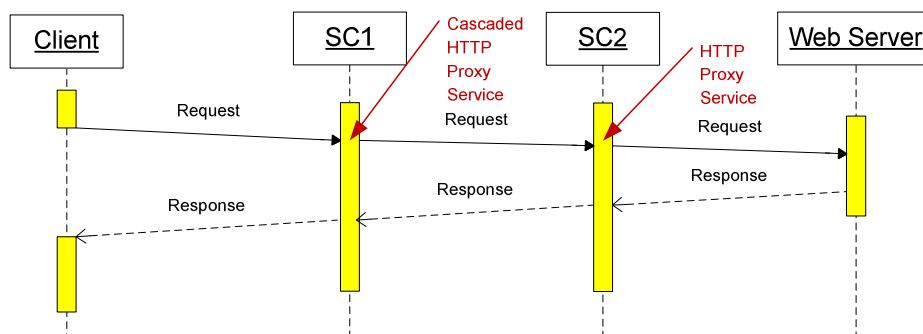 Client
SC1
SC2
Web Server
Cascaded
HTTP
Proxy
Service
HTTP
Proxy
Service
Request
Request
Request
Response
Response
Response